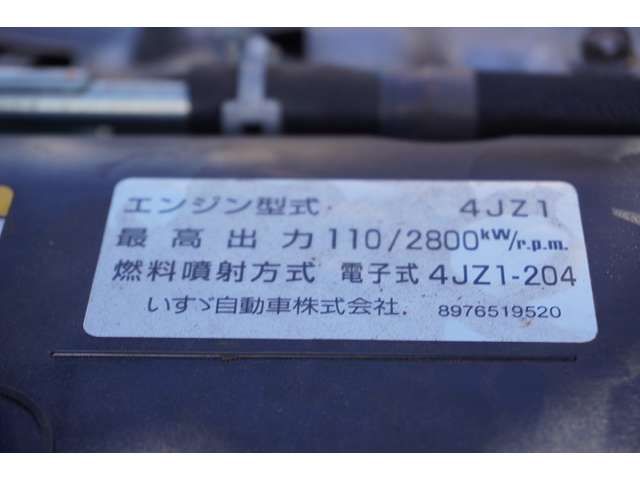 エンジン型式 4JZ1
最高出力 110/2800kW/r.p.m.
燃料噴射方式 電子式 4JZ1-204
いすゞ自動車株式会社. 8976519520